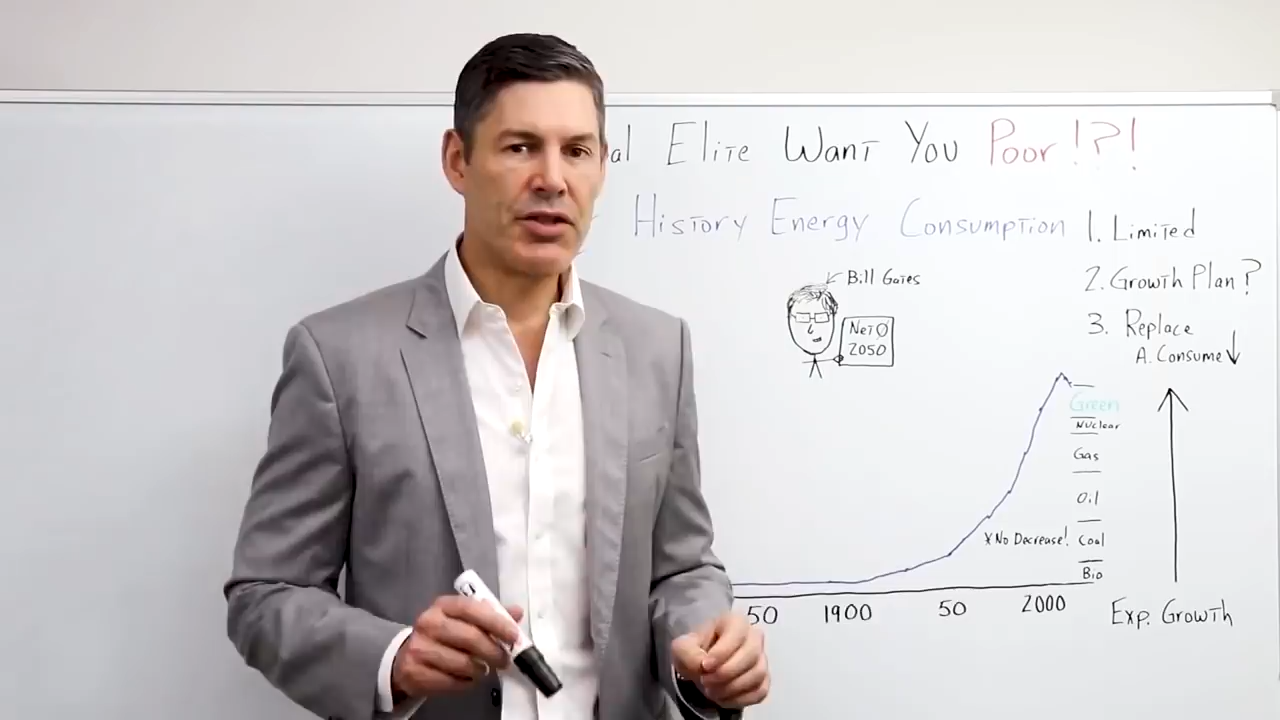 al Elite Want You Poor!?!
History Energy Consumption
1. Limited
Bill Gates
2. Growth Plan?
Net 0
2050
3. Replace
A. Consume ↓
Green
Nuclear
Gas
Oil
*No Decrease! Coal
Bio
50 1900 50 2000
Exp. Growth